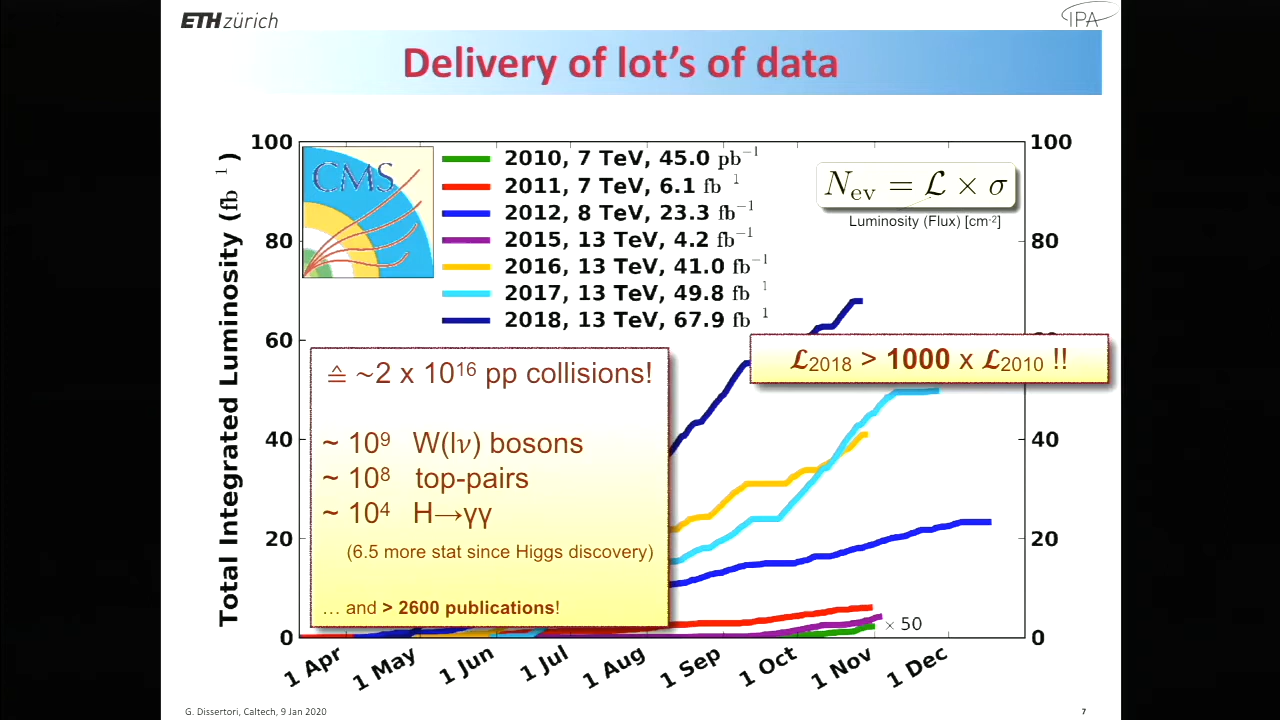 ETH zürich
IPA
Delivery of lot's of data
Total Integrated Luminosity (fb ¹)
100
80
60
40
20
0
CMS
2010, 7 TeV, 45.0 pb⁻¹
2011, 7 TeV, 6.1 fb ¹
2012, 8 TeV, 23.3 fb⁻¹
2015, 13 TeV, 4.2 fb⁻¹
2016, 13 TeV, 41.0 fb⁻¹
2017, 13 TeV, 49.8 fb ¹
2018, 13 TeV, 67.9 fb ¹
N_ev = ℒ × σ
Luminosity (Flux) [cm⁻²]
ℒ₂₀₁₈ > 1000 x ℒ₂₀₁₀ !!
≙ ~2 x 10¹⁶ pp collisions!
~ 10⁹ W(lν) bosons
~ 10⁸ top-pairs
~ 10⁴ H→γγ
(6.5 more stat since Higgs discovery)
… and > 2600 publications!
× 50
100
80
40
20
0
1 Apr
1 May
1 Jun
1 Jul
1 Aug
1 Sep
1 Oct
1 Nov
1 Dec
G. Dissertori, Caltech, 9 Jan 2020
7